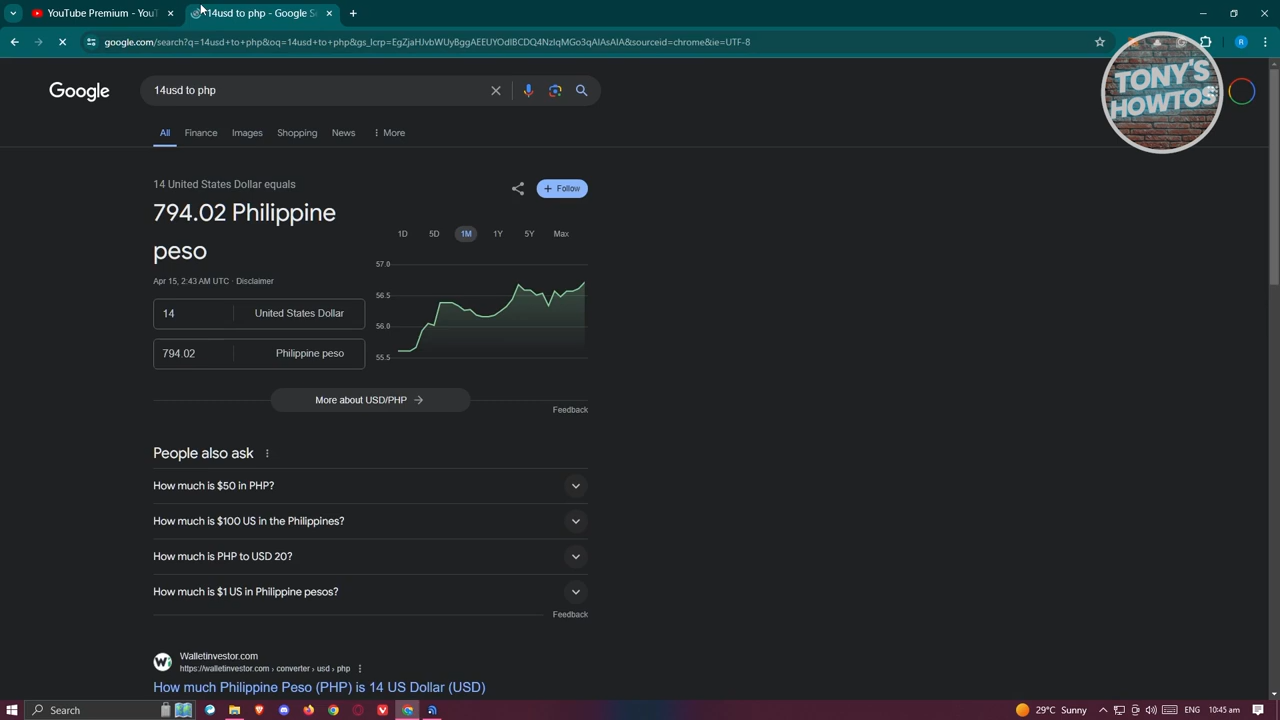 YouTube Premium - YouT
14usd to php - Google Se
google.com/search?q=14usd+to+php&oq=14usd+to+php&gs_lcrp=EgZjaHJvbWUyBggAEEUYOdIBCDQ4NzlqMGo3qAIAsAIA&sourceid=chrome&ie=UTF-8
R
Google
14usd to php
TONY'S
HOWTOS
All
Finance
Images
Shopping
News
More
14 United States Dollar equals
Follow
794.02 Philippine
peso
1D
5D
1M
1Y
5Y
Max
Apr 15, 2:43 AM UTC · Disclaimer
57.0
56.5
56.0
55.5
14
United States Dollar
794.02
Philippine peso
More about USD/PHP
Feedback
People also ask
How much is $50 in PHP?
How much is $100 US in the Philippines?
How much is PHP to USD 20?
How much is $1 US in Philippine pesos?
Feedback
W
Walletinvestor.com
https://walletinvestor.com › converter › usd › php
How much Philippine Peso (PHP) is 14 US Dollar (USD)
Search
29°C Sunny
ENG
10:45 am